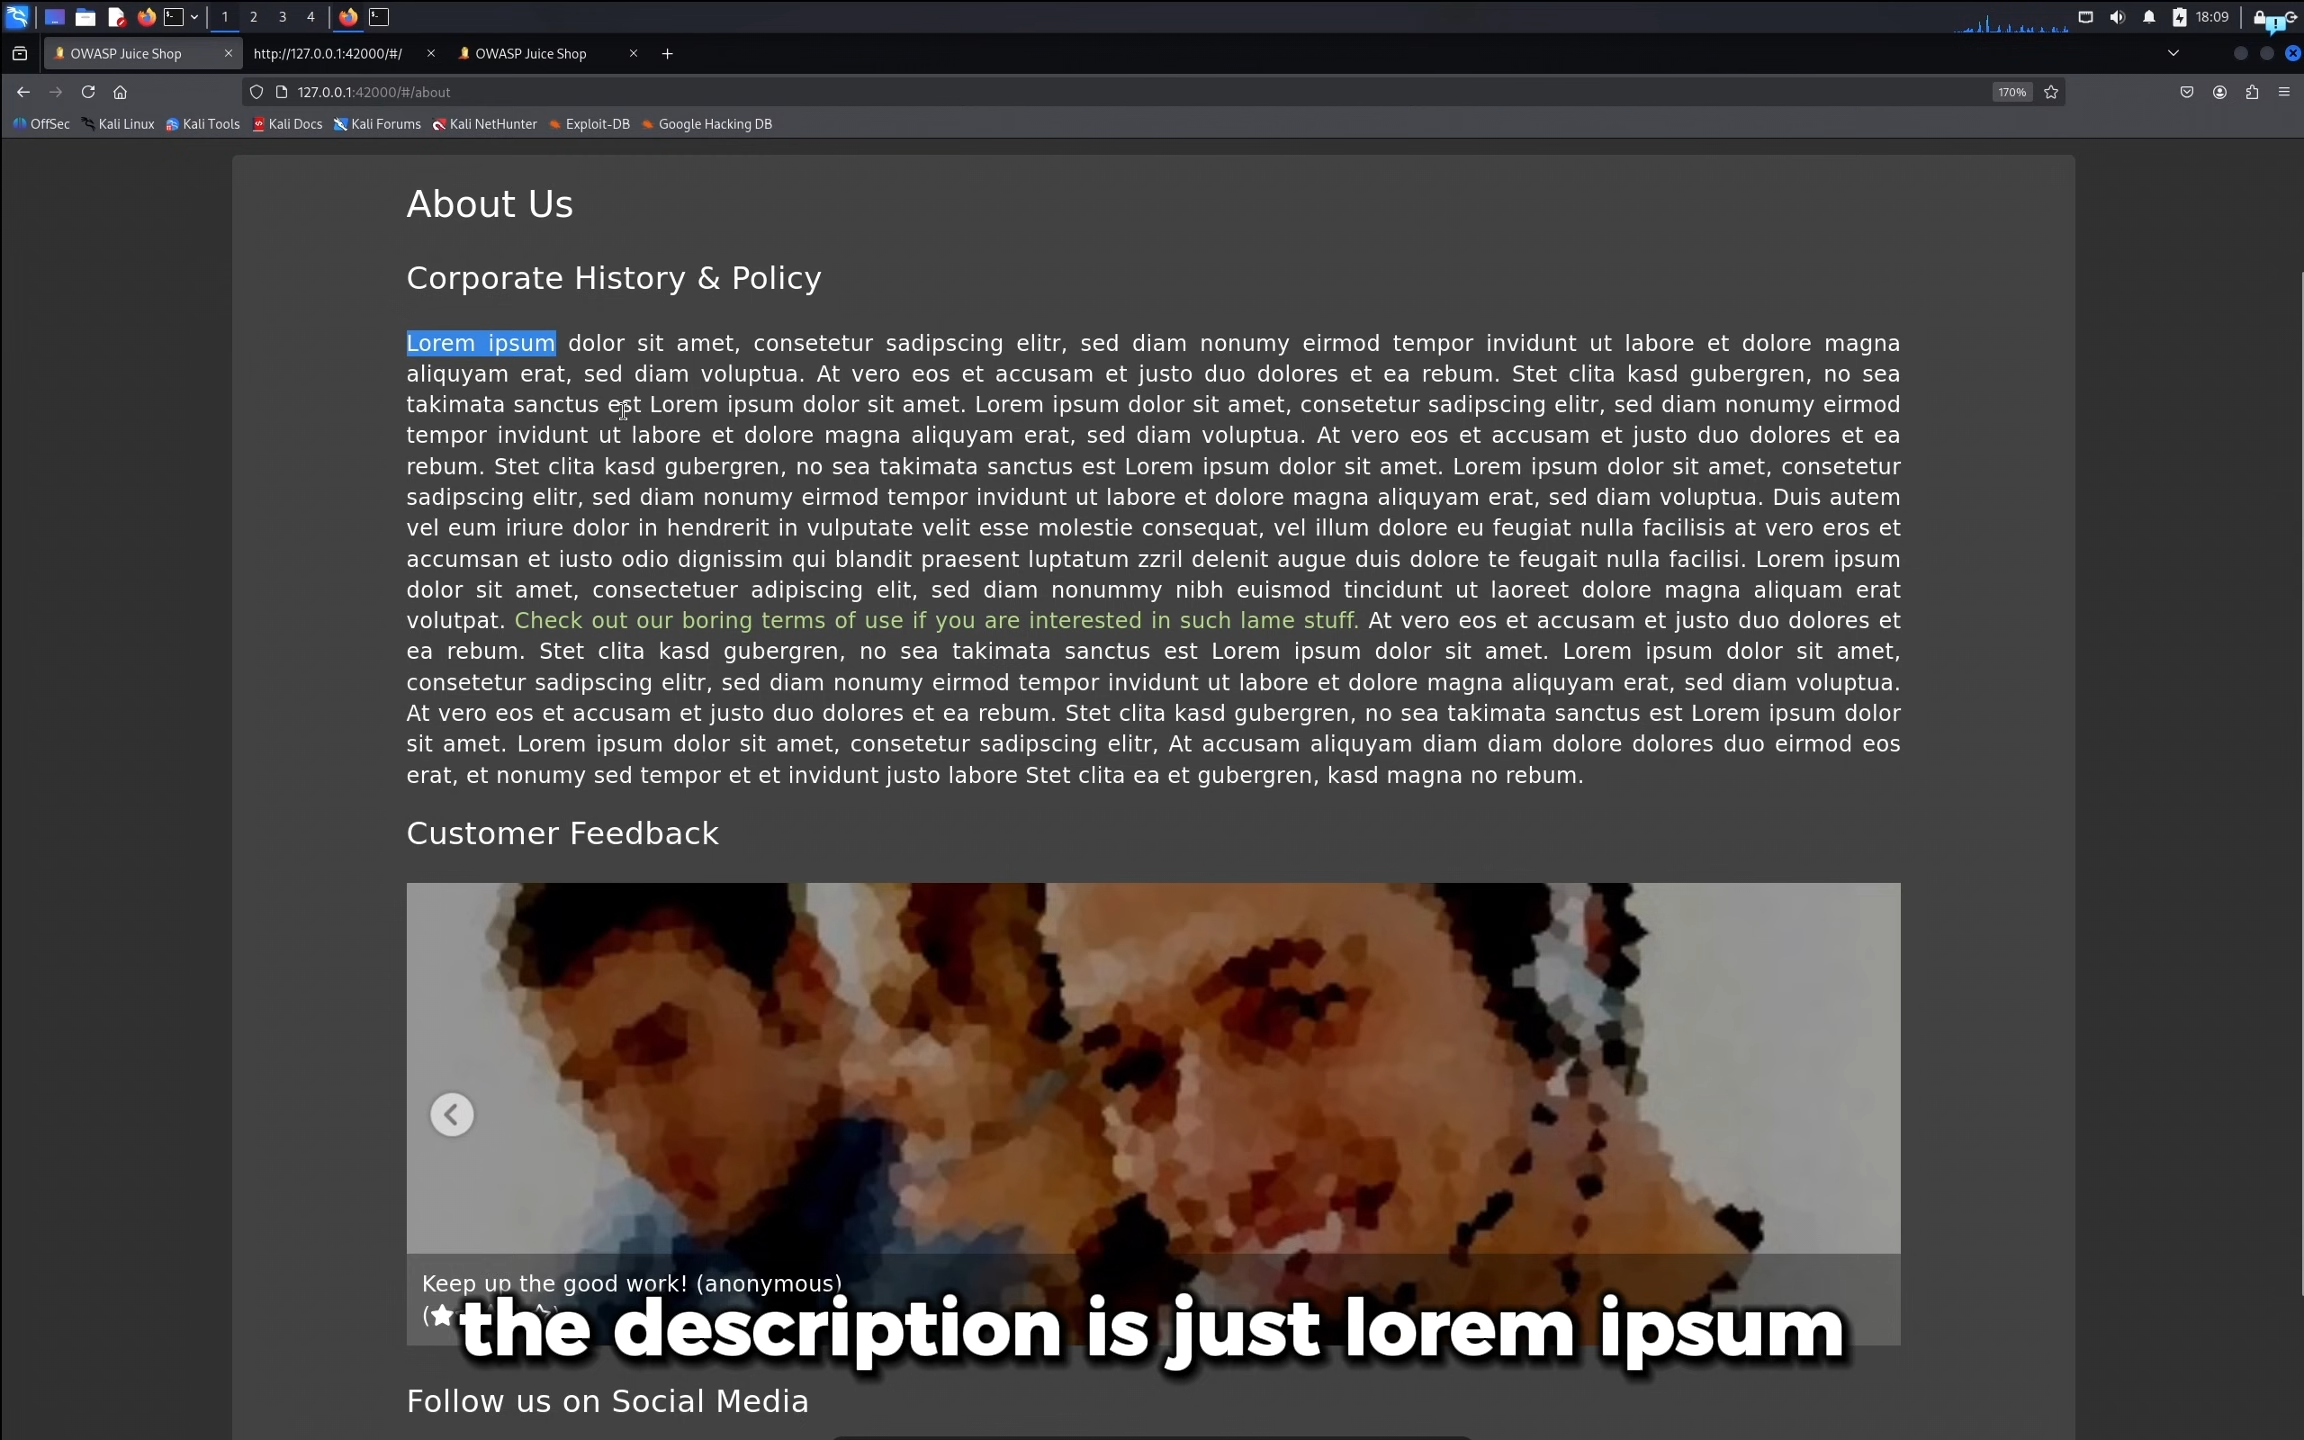 1 2 3 4
18:09
OWASP Juice Shop
http://127.0.0.1:42000/#/
OWASP Juice Shop
127.0.0.1:42000/#/about
170%
OffSec Kali Linux Kali Tools Kali Docs Kali Forums Kali NetHunter Exploit-DB Google Hacking DB
About Us
Corporate History & Policy
Lorem ipsum dolor sit amet, consetetur sadipscing elitr, sed diam nonumy eirmod tempor invidunt ut labore et dolore magna
aliquyam erat, sed diam voluptua. At vero eos et accusam et justo duo dolores et ea rebum. Stet clita kasd gubergren, no sea
takimata sanctus est Lorem ipsum dolor sit amet. Lorem ipsum dolor sit amet, consetetur sadipscing elitr, sed diam nonumy eirmod
tempor invidunt ut labore et dolore magna aliquyam erat, sed diam voluptua. At vero eos et accusam et justo duo dolores et ea
rebum. Stet clita kasd gubergren, no sea takimata sanctus est Lorem ipsum dolor sit amet. Lorem ipsum dolor sit amet, consetetur
sadipscing elitr, sed diam nonumy eirmod tempor invidunt ut labore et dolore magna aliquyam erat, sed diam voluptua. Duis autem
vel eum iriure dolor in hendrerit in vulputate velit esse molestie consequat, vel illum dolore eu feugiat nulla facilisis at vero eros et
accumsan et iusto odio dignissim qui blandit praesent luptatum zzril delenit augue duis dolore te feugait nulla facilisi. Lorem ipsum
dolor sit amet, consectetuer adipiscing elit, sed diam nonummy nibh euismod tincidunt ut laoreet dolore magna aliquam erat
volutpat. Check out our boring terms of use if you are interested in such lame stuff. At vero eos et accusam et justo duo dolores et
ea rebum. Stet clita kasd gubergren, no sea takimata sanctus est Lorem ipsum dolor sit amet. Lorem ipsum dolor sit amet,
consetetur sadipscing elitr, sed diam nonumy eirmod tempor invidunt ut labore et dolore magna aliquyam erat, sed diam voluptua.
At vero eos et accusam et justo duo dolores et ea rebum. Stet clita kasd gubergren, no sea takimata sanctus est Lorem ipsum dolor
sit amet. Lorem ipsum dolor sit amet, consetetur sadipscing elitr, At accusam aliquyam diam diam dolore dolores duo eirmod eos
erat, et nonumy sed tempor et et invidunt justo labore Stet clita ea et gubergren, kasd magna no rebum.
Customer Feedback
Keep up the good work! (anonymous)
the description is just lorem ipsum
Follow us on Social Media